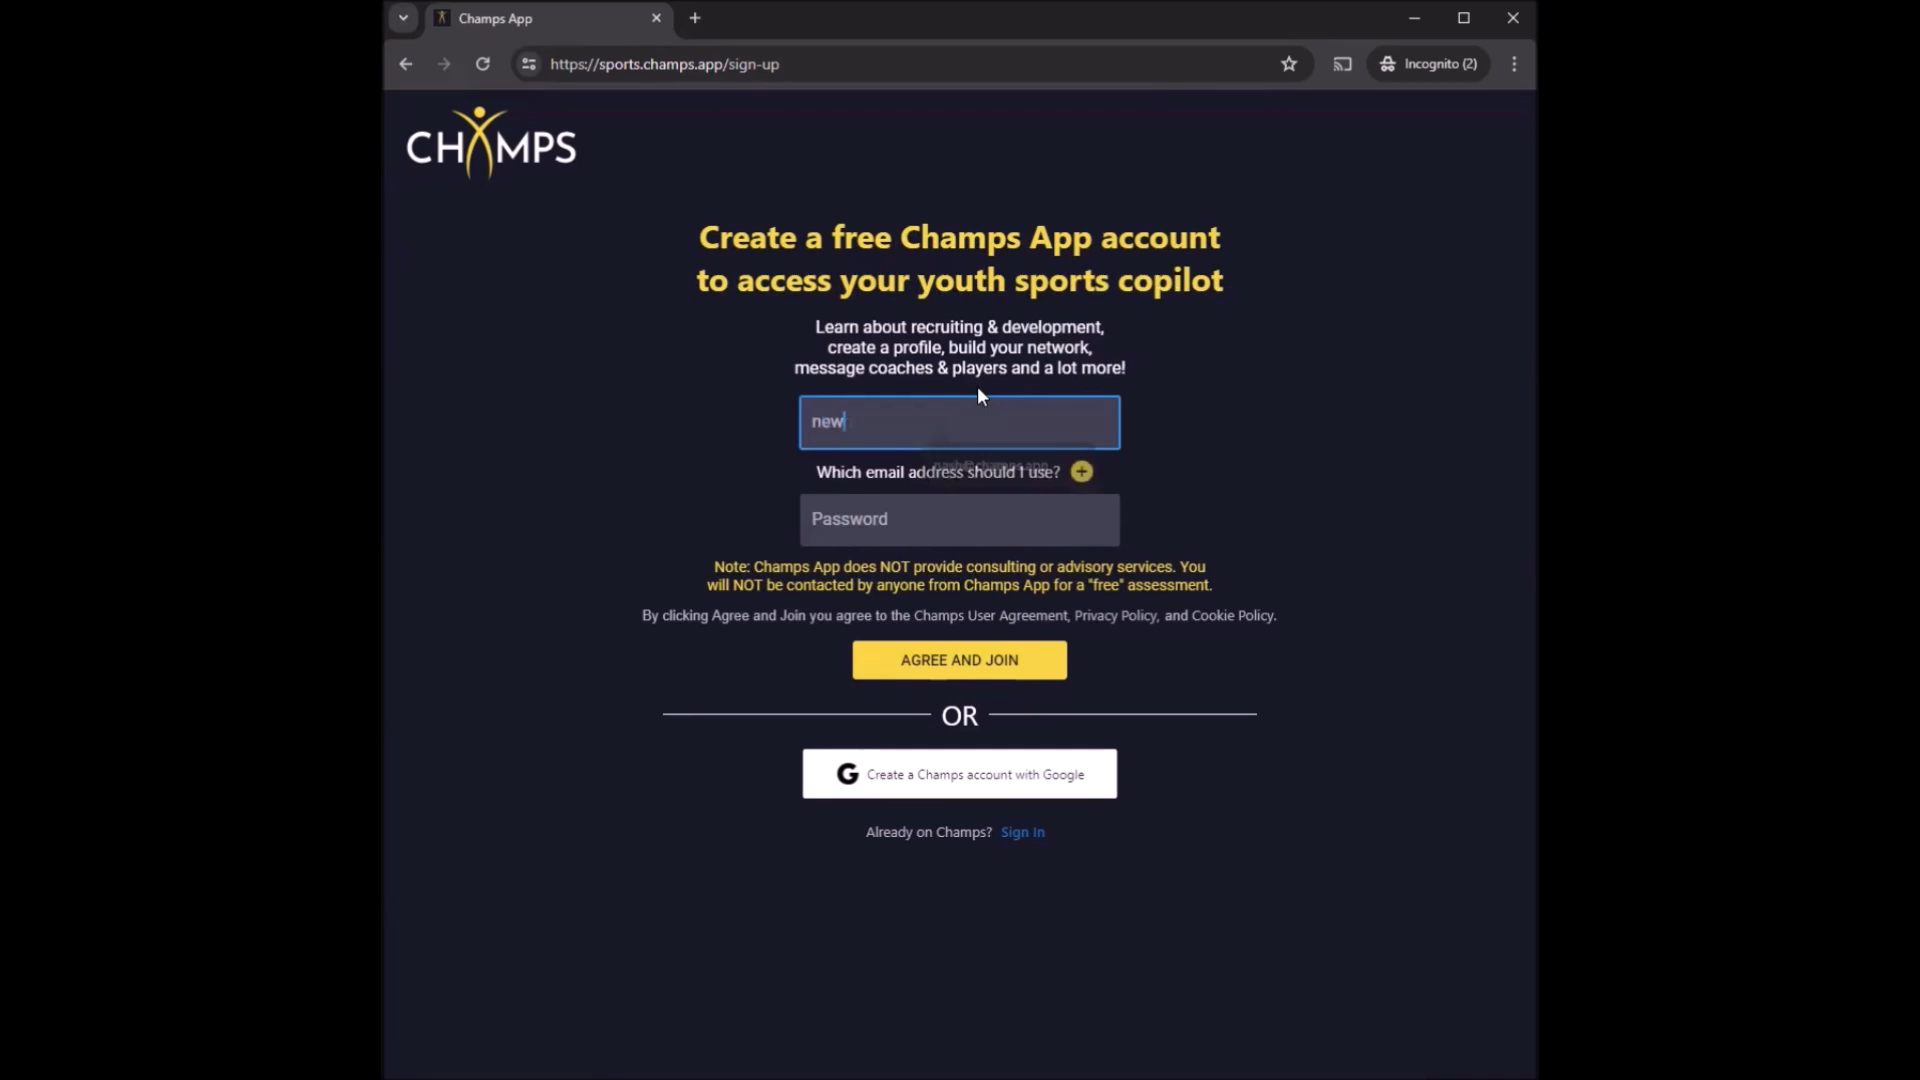 Champs App
https://sports.champs.app/sign-up
Incognito (2)
CHAMPS
Create a free Champs App account
to access your youth sports copilot
Learn about recruiting & development,
create a profile, build your network,
message coaches & players and a lot more!
new
Which email address should I use?
Password
Note: Champs App does NOT provide consulting or advisory services. You
will NOT be contacted by anyone from Champs App for a "free" assessment.
By clicking Agree and Join you agree to the Champs User Agreement, Privacy Policy, and Cookie Policy.
AGREE AND JOIN
OR
G Create a Champs account with Google
Already on Champs? Sign In